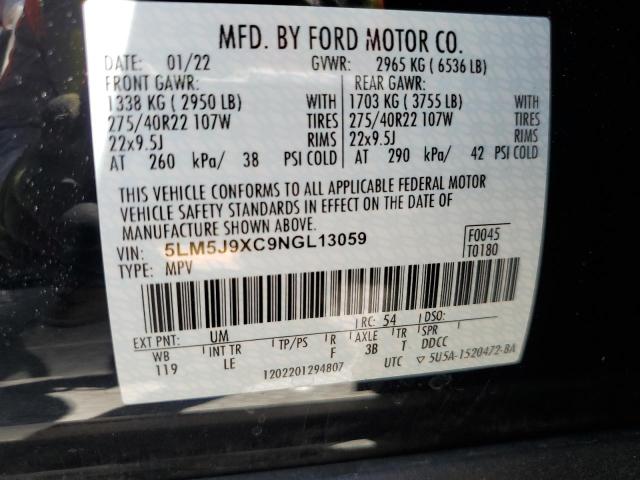 MFD. BY FORD MOTOR CO.
DATE: 01/22 GVWR: 2965 KG ( 6536 LB)
FRONT GAWR: REAR GAWR:
1338 KG ( 2950 LB) WITH 1703 KG ( 3755 LB) WITH
275/40R22 107W TIRES 275/40R22 107W TIRES
22x9.5J RIMS 22x9.5J RIMS
AT 260 kPa/ 38 PSI COLD AT 290 kPa/ 42 PSI COLD
THIS VEHICLE CONFORMS TO ALL APPLICABLE FEDERAL MOTOR
VEHICLE SAFETY STANDARDS IN EFFECT ON THE DATE OF
MANUFACTURE SHOWN ABOVE.
VIN: 5LM5J9XC9NGL13059 F0045
TYPE: MPV T0180
EXT PNT: UM RC: 54 DSO:
WB INT TR TP/PS R AXLE TR SPR
119 LE F 3B T DDCC
1202201294807 UTC ▽ 5U5A-1520472-BA